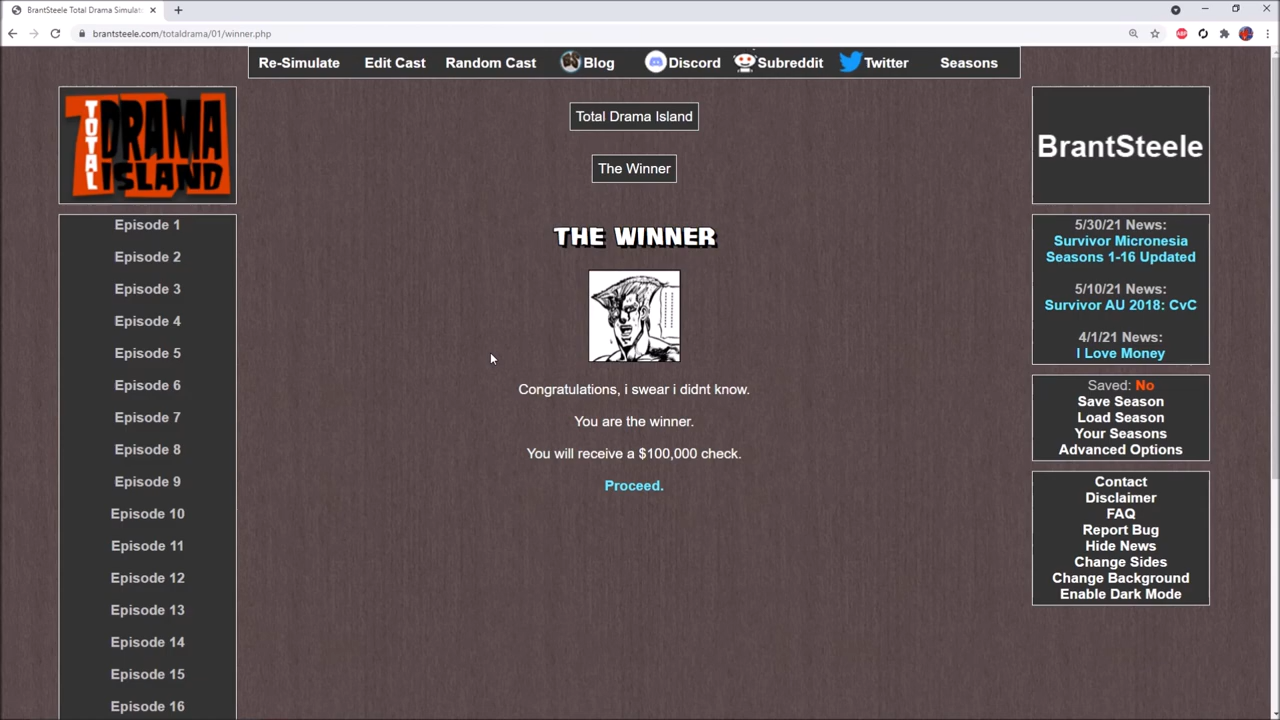 BrantSteele Total Drama Simulat
brantsteele.com/totaldrama/01/winner.php
Re-Simulate Edit Cast Random Cast Blog Discord Subreddit Twitter Seasons
TOTAL DRAMA ISLAND
Total Drama Island
The Winner
THE WINNER
Congratulations, i swear i didnt know.
You are the winner.
You will receive a $100,000 check.
Proceed.
Episode 1
Episode 2
Episode 3
Episode 4
Episode 5
Episode 6
Episode 7
Episode 8
Episode 9
Episode 10
Episode 11
Episode 12
Episode 13
Episode 14
Episode 15
Episode 16
BrantSteele
5/30/21 News:
Survivor Micronesia
Seasons 1-16 Updated
5/10/21 News:
Survivor AU 2018: CvC
4/1/21 News:
I Love Money
Saved: No
Save Season
Load Season
Your Seasons
Advanced Options
Contact
Disclaimer
FAQ
Report Bug
Hide News
Change Sides
Change Background
Enable Dark Mode